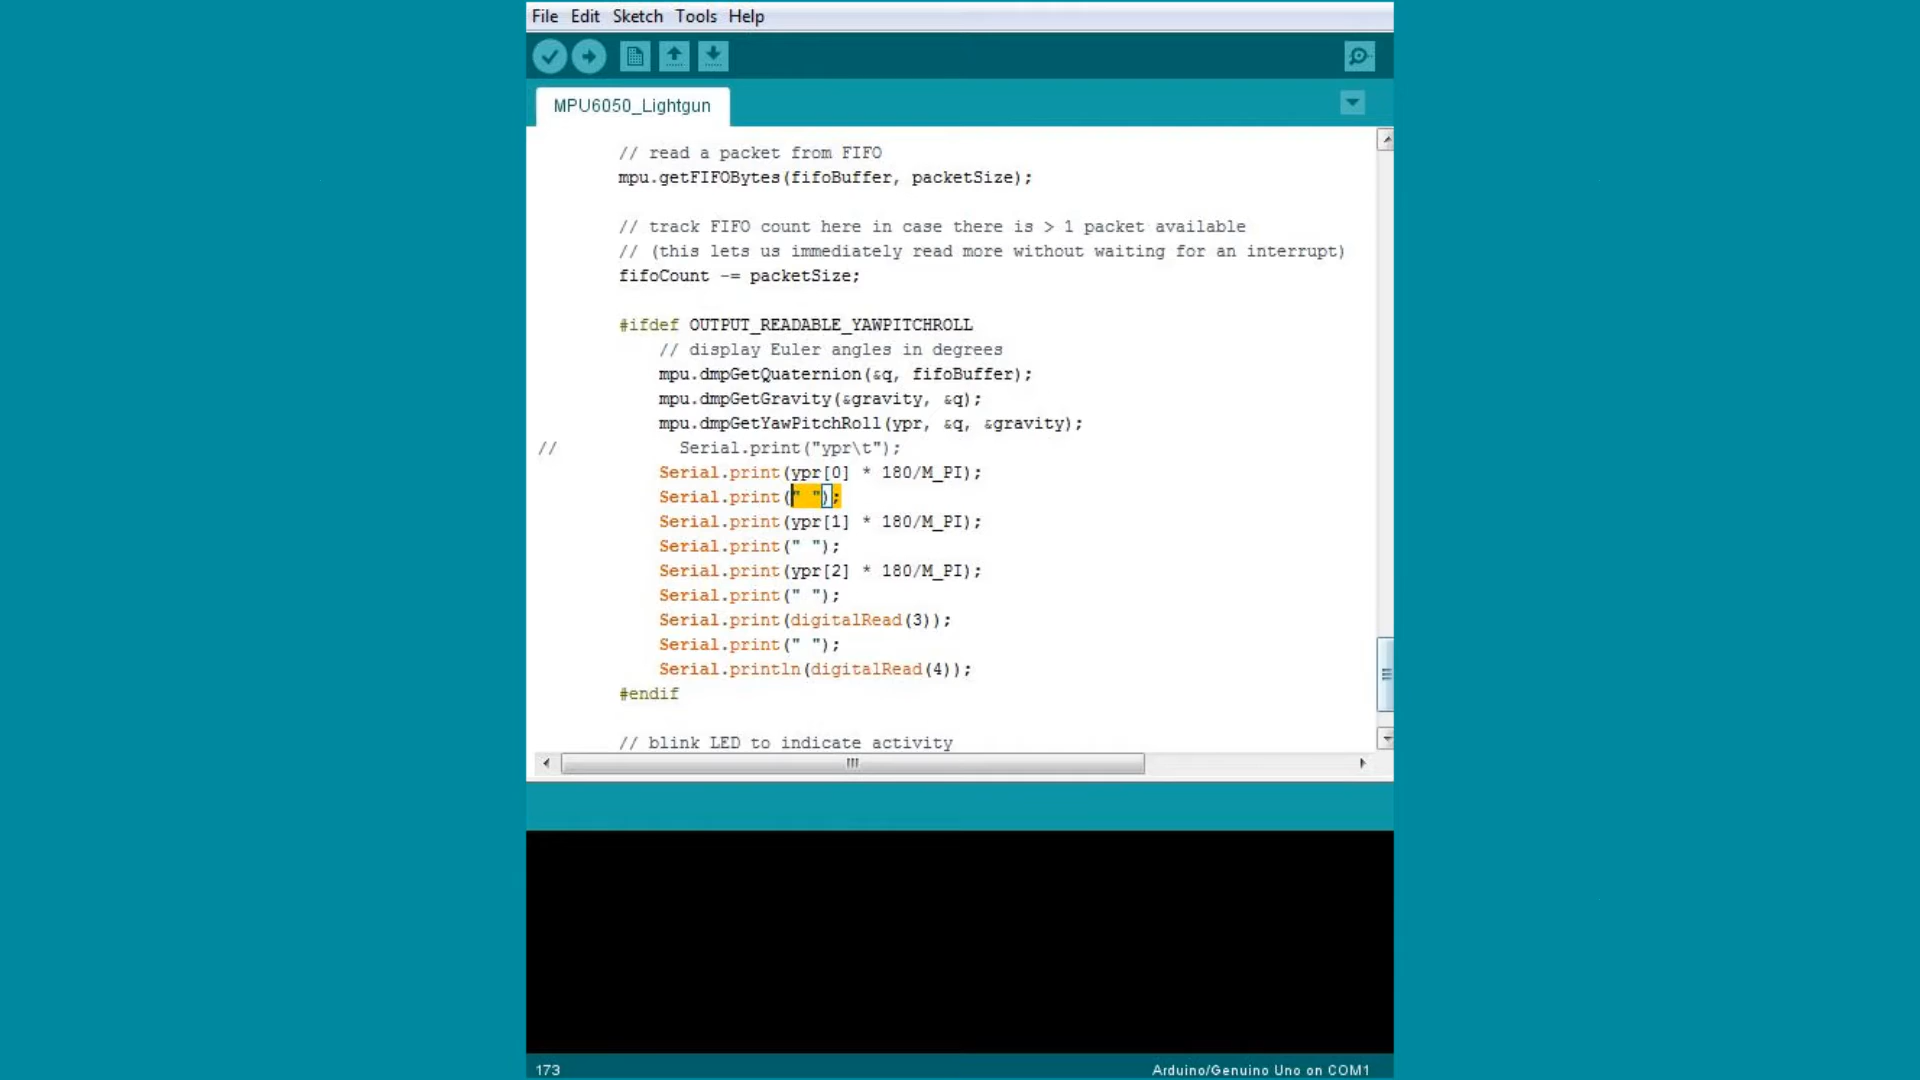 File Edit Sketch Tools Help
MPU6050_Lightgun
// read a packet from FIFO
mpu.getFIFOBytes(fifoBuffer, packetSize);
// track FIFO count here in case there is > 1 packet available
// (this lets us immediately read more without waiting for an interrupt)
fifoCount -= packetSize;
#ifdef OUTPUT_READABLE_YAWPITCHROLL
// display Euler angles in degrees
mpu.dmpGetQuaternion(&q, fifoBuffer);
mpu.dmpGetGravity(&gravity, &q);
mpu.dmpGetYawPitchRoll(ypr, &q, &gravity);
// Serial.print("ypr\t");
Serial.print(ypr[0] * 180/M_PI);
Serial.print(" ");
Serial.print(ypr[1] * 180/M_PI);
Serial.print(" ");
Serial.print(ypr[2] * 180/M_PI);
Serial.print(" ");
Serial.print(digitalRead(3));
Serial.print(" ");
Serial.println(digitalRead(4));
#endif
// blink LED to indicate activity
173 Arduino/Genuino Uno on COM1